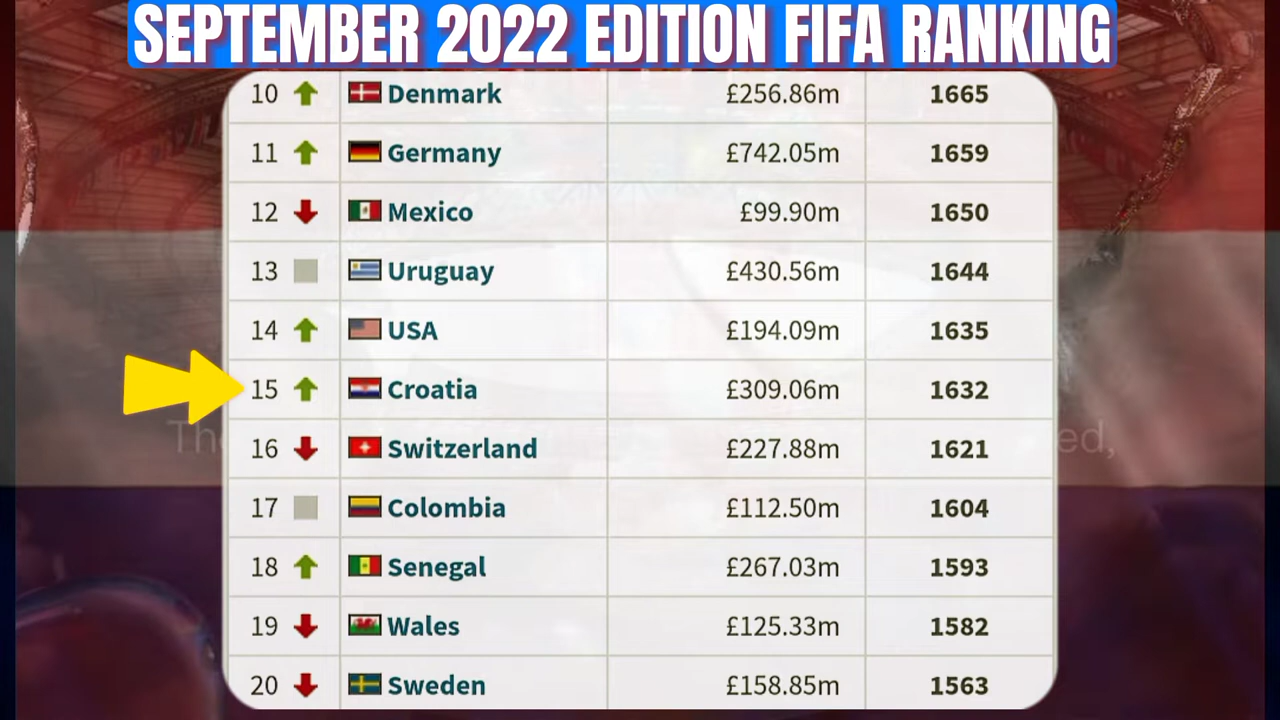 SEPTEMBER 2022 EDITION FIFA RANKING
10 Denmark £256.86m 1665
11 Germany £742.05m 1659
12 Mexico £99.90m 1650
13 Uruguay £430.56m 1644
14 USA £194.09m 1635
15 Croatia £309.06m 1632
16 Switzerland £227.88m 1621
17 Colombia £112.50m 1604
18 Senegal £267.03m 1593
19 Wales £125.33m 1582
20 Sweden £158.85m 1563